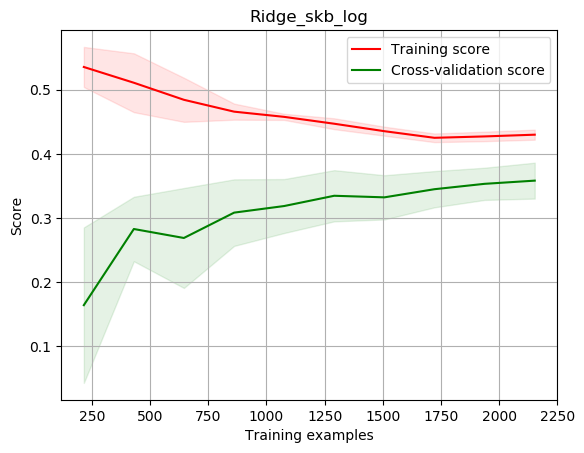 Ridge_skb_log
Training score
Cross-validation score
Score
0.5
0.4
0.3
0.2
0.1
250 500 750 1000 1250 1500 1750 2000 2250
Training examples